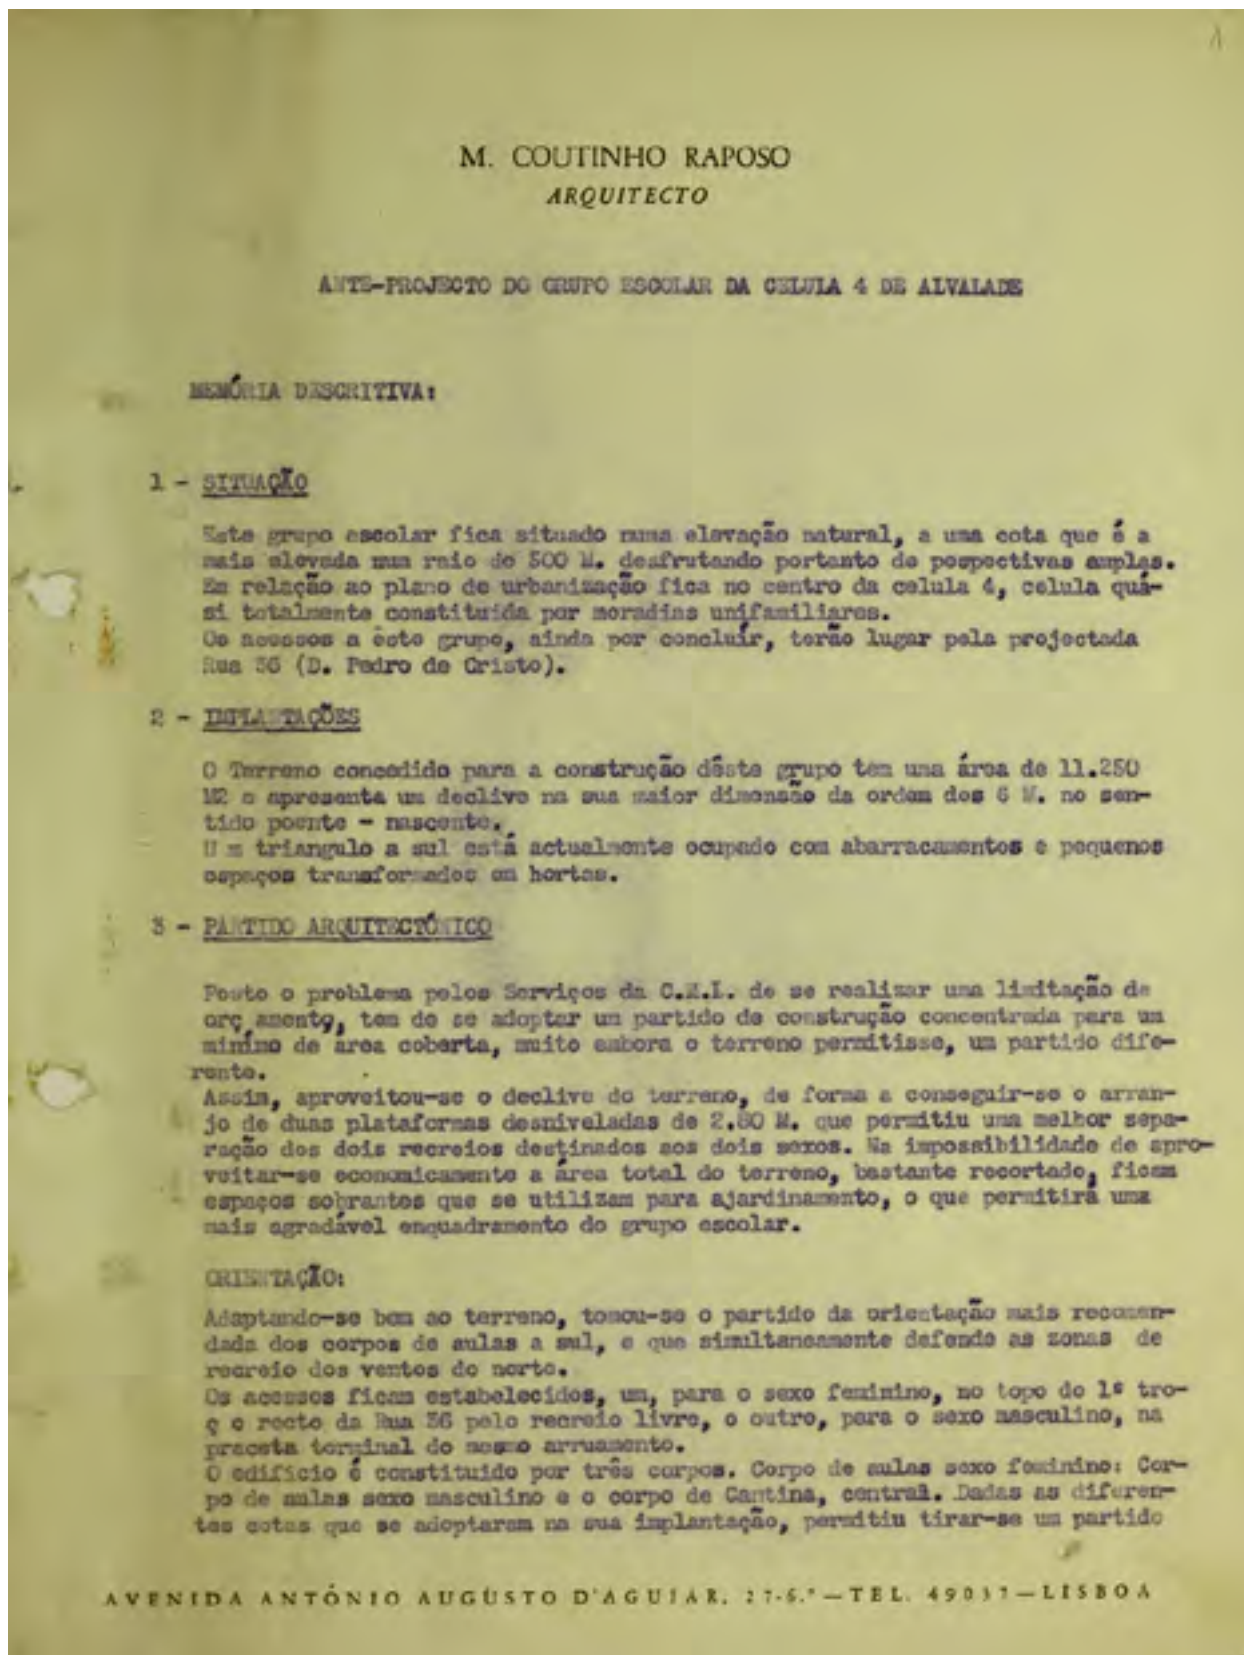 1
M. COUTINHO RAPOSO
ARQUITECTO
ANTE-PROJECTO DO GRUPO ESCOLAR DA CELULA 4 DE ALVALADE
MEMÓRIA DESCRITIVA:
1 - SITUAÇÃO
Este grupo escolar fica situado numa elevação natural, a uma cota que é a
mais elevada num raio de 500 M. desfrutando portanto de pespectivas amplas.
Em relação ao plano de urbanização fica no centro da celula 4, celula quá-
si totalmente constituida por moradias unifamiliares.
Os acessos a êste grupo, ainda por concluír, terão lugar pela projectada
Rua 36 (D. Pedro de Cristo).
2 - IMPLANTAÇÕES
O Terreno concedido para a construção dêste grupo tem uma área de 11.250
M2 e apresenta um declive na sua maior dimensão da ordem dos 6 M. no sen-
tido poente - nascente.
U m triangulo a sul está actualmente ocupado com abarracamentos e pequenos
espaços transformados em hortas.
3 - PARTIDO ARQUITECTÓNICO
Posto o problema pelos Serviços da C.M.L. de se realizar uma limitação de
orç amento, tem de se adoptar um partido de construção concentrada para um
minimo de área coberta, muito embora o terreno permitisse, um partido dife-
rente.
Assim, aproveitou-se o declive do terreno, de forma a conseguir-se o arran-
jo de duas plataformas desniveladas de 2.80 M. que permitiu uma melhor sepa-
ração dos dois recreios destinados aos dois sexos. Na impossibilidade de apro-
veitar-se economicamente a área total do terreno, bastante recortado, ficam
espaços sobrantes que se utilizam para ajardinamento, o que permitirá uma
mais agradável enquadramento do grupo escolar.
ORIENTAÇÃO:
Adaptando-se bem ao terreno, tomou-se o partido da orientação mais recomen-
dada dos corpos de aulas a sul, e que simultaneamente defende as zonas de
recreio dos ventos do norte.
Os acessos ficam estabelecidos, um, para o sexo feminino, no topo do 1º tro-
ç o recto da Rua 36 pelo recreio livre, o outro, para o sexo masculino, na
praceta terminal do mesmo arruamento.
O edifício é constituido por três corpos. Corpo de aulas sexo feminino: Cor-
po de aulas sexo masculino e o corpo de Cantina, central. Dadas as diferen-
tes cotas que se adoptaram na sua implantação, permitiu tirar-se um partido
AVENIDA ANTÓNIO AUGUSTO D'AGUIAR, 27-6.º — TEL. 49037 — LISBOA